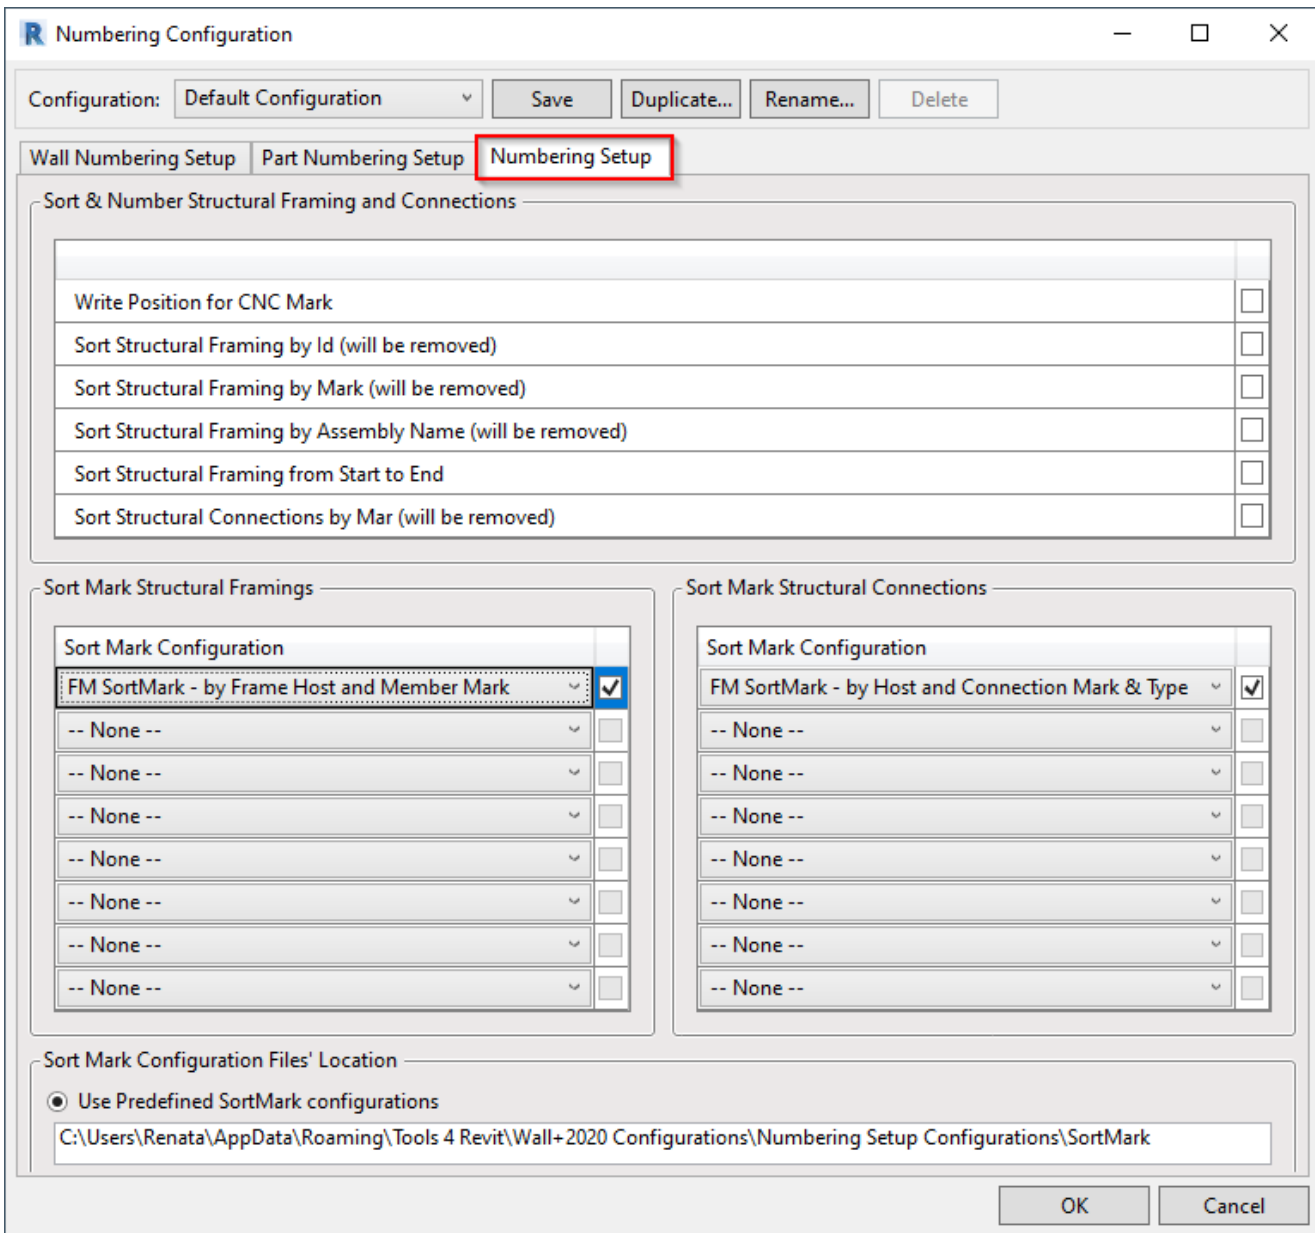 Numbering Configuration
Configuration: Default Configuration Save Duplicate... Rename... Delete
Wall Numbering Setup Part Numbering Setup Numbering Setup
Sort & Number Structural Framing and Connections
Write Position for CNC Mark
Sort Structural Framing by Id (will be removed)
Sort Structural Framing by Mark (will be removed)
Sort Structural Framing by Assembly Name (will be removed)
Sort Structural Framing from Start to End
Sort Structural Connections by Mar (will be removed)
Sort Mark Structural Framings
Sort Mark Configuration
FM SortMark - by Frame Host and Member Mark
-- None --
-- None --
-- None --
-- None --
-- None --
-- None --
-- None --
Sort Mark Structural Connections
Sort Mark Configuration
FM SortMark - by Host and Connection Mark & Type
-- None --
-- None --
-- None --
-- None --
-- None --
-- None --
-- None --
Sort Mark Configuration Files' Location
Use Predefined SortMark configurations
C:\Users\Renata\AppData\Roaming\Tools 4 Revit\Wall+2020 Configurations\Numbering Setup Configurations\SortMark
OK Cancel